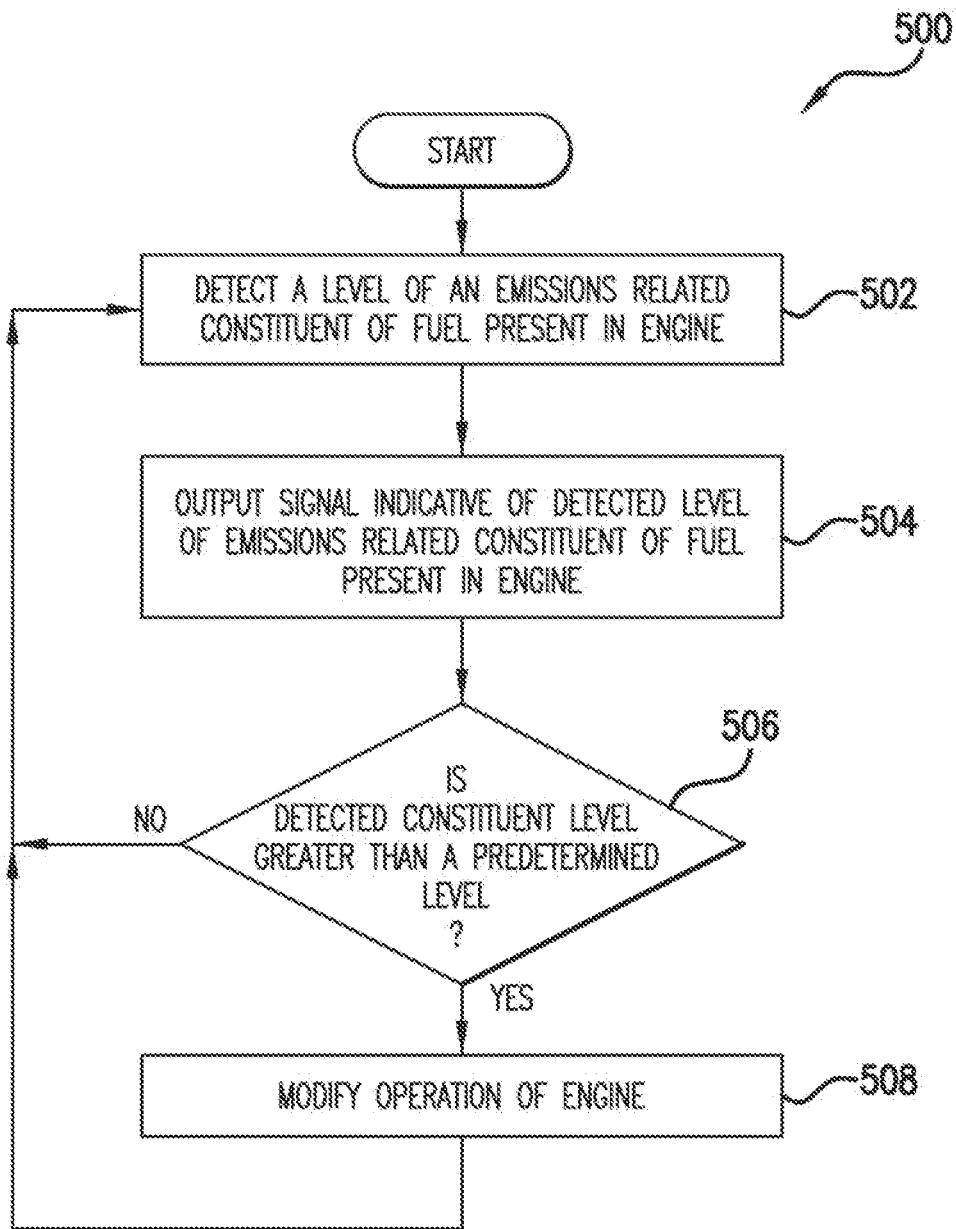 500
START
DETECT A LEVEL OF AN EMISSIONS RELATED
CONSTITUENT OF FUEL PRESENT IN ENGINE
502
OUTPUT SIGNAL INDICATIVE OF DETECTED LEVEL
OF EMISSIONS RELATED CONSTITUENT OF FUEL
PRESENT IN ENGINE
504
506
IS
DETECTED CONSTITUENT LEVEL
GREATER THAN A PREDETERMINED
LEVEL
?
NO
YES
MODIFY OPERATION OF ENGINE
508